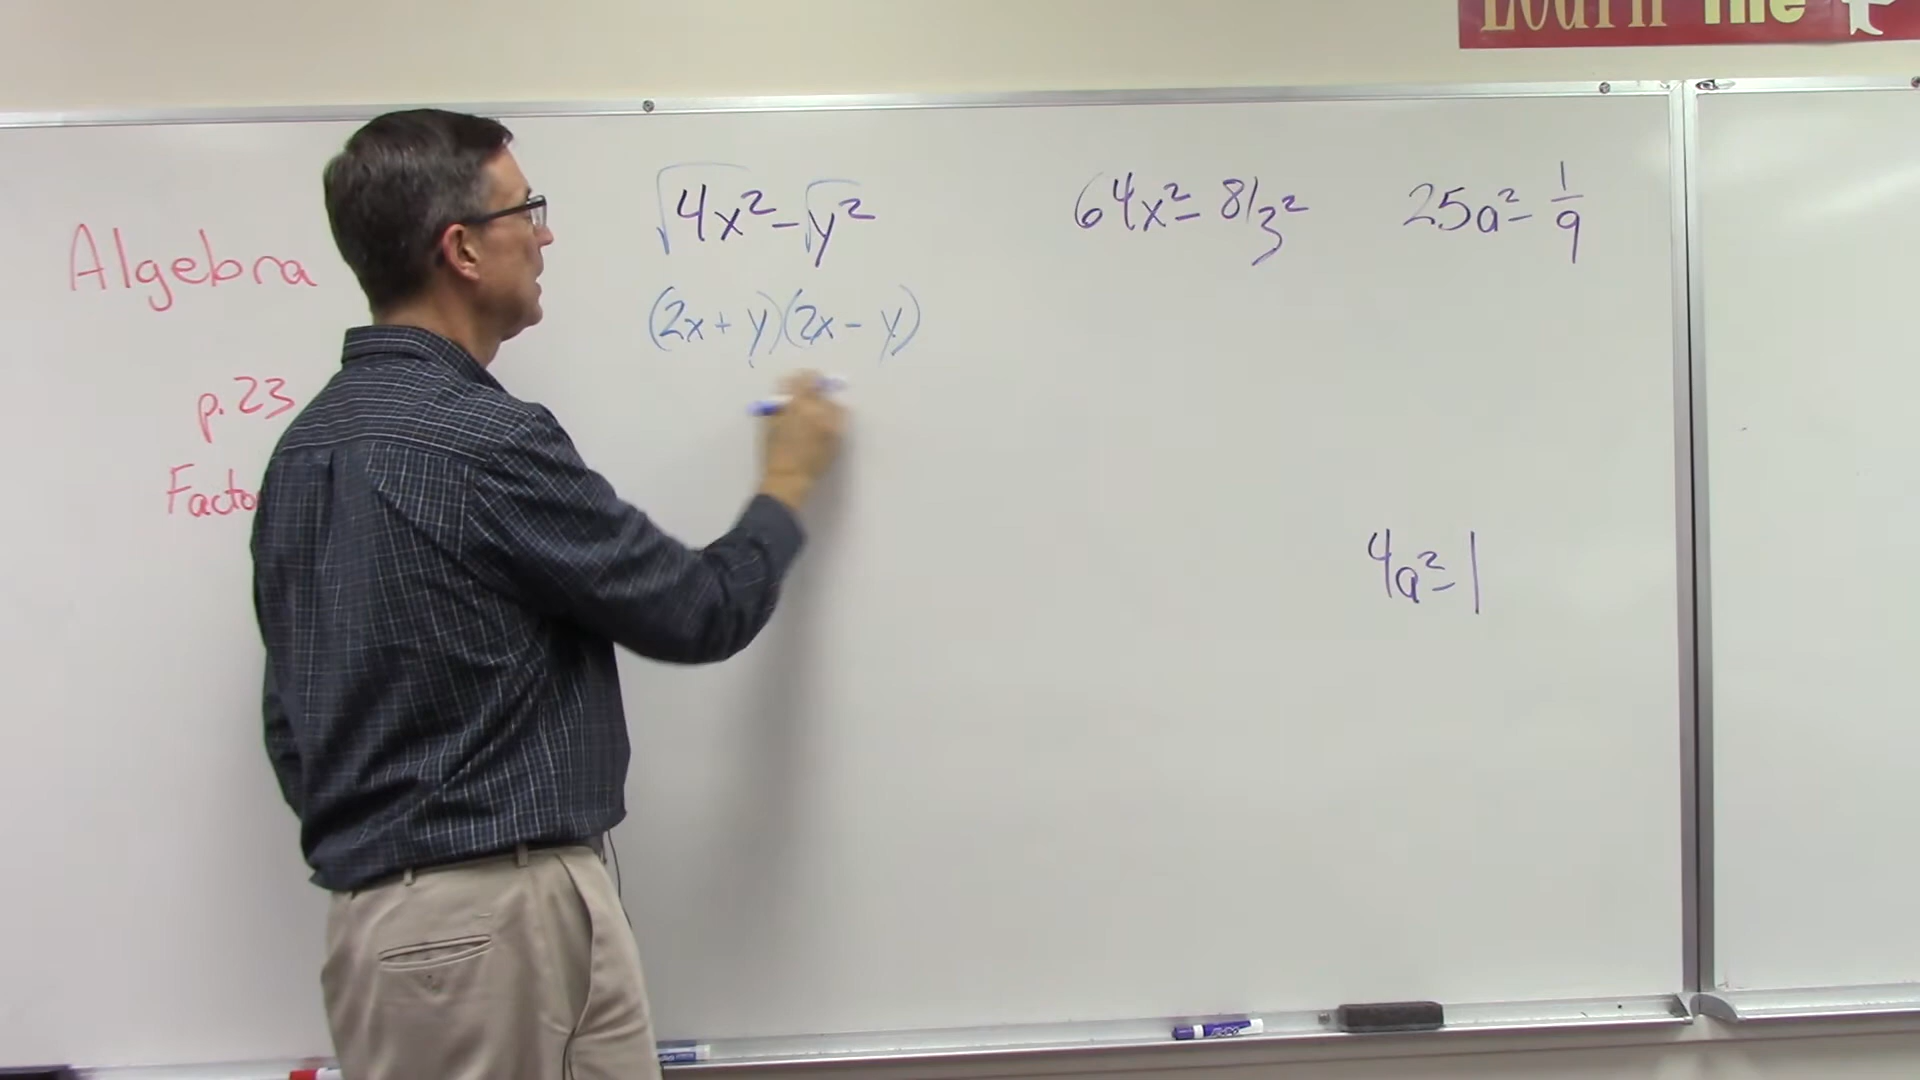 Learn the
Algebra
p. 23
Facto
√4x² - √y²
(2x + y)(2x - y)
64x² - 81z²
25a² - 1/9
4a² - 1